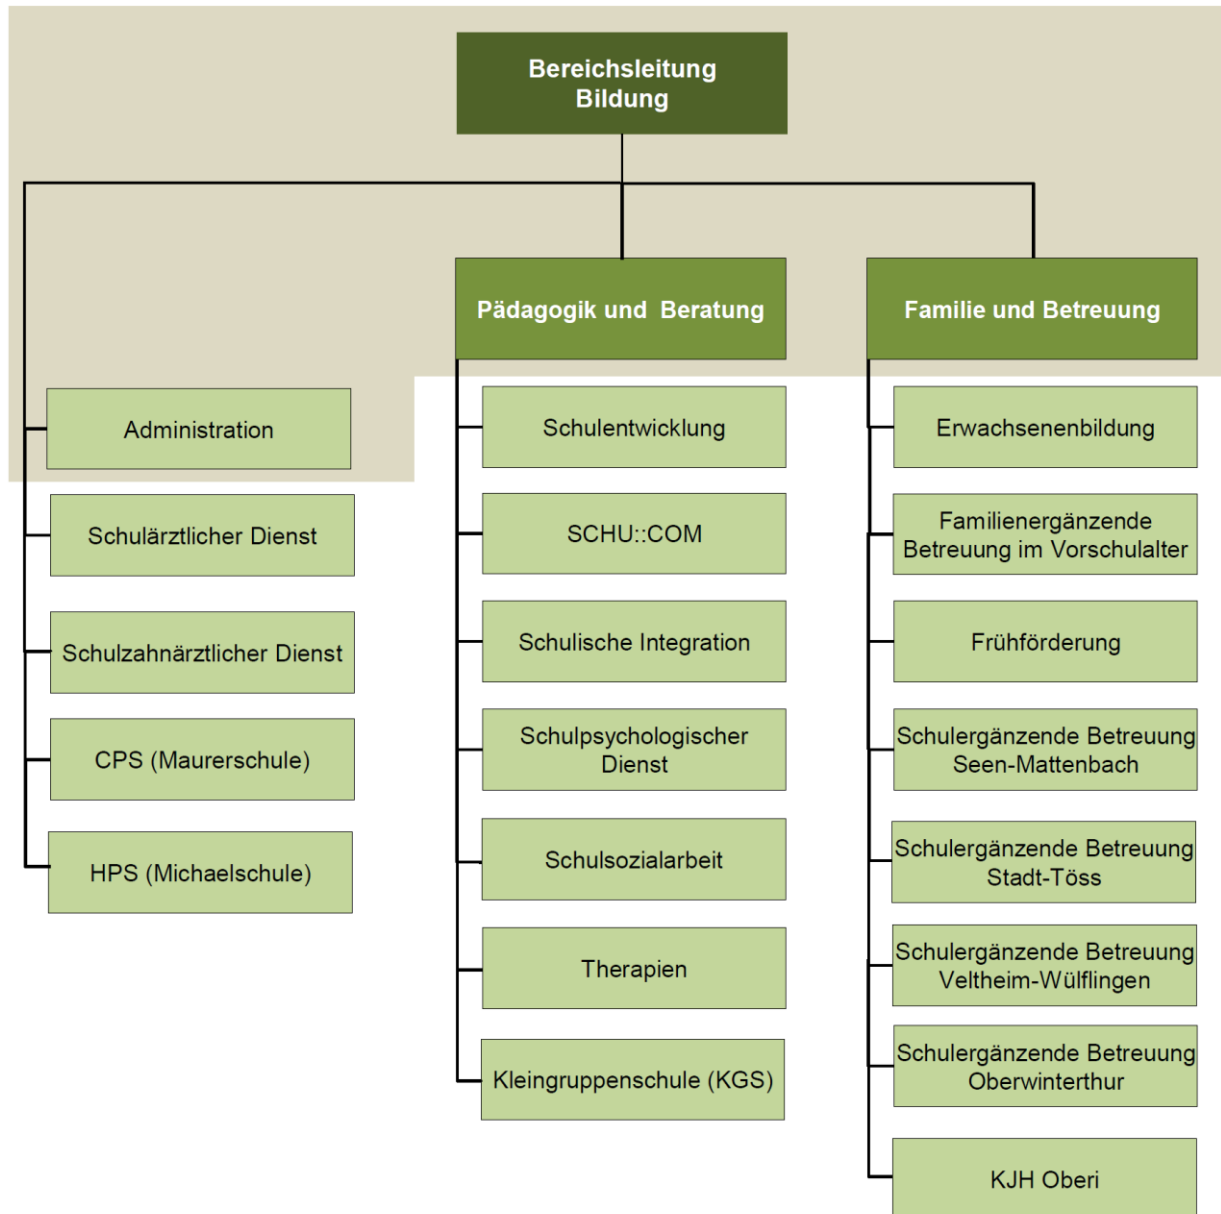 Bereichsleitung
Bildung
Pädagogik und Beratung
Familie und Betreuung
Administration
Schulärztlicher Dienst
Schulzahnärztlicher Dienst
CPS (Maurerschule)
HPS (Michaelschule)
Schulentwicklung
SCHU::COM
Schulische Integration
Schulpsychologischer
Dienst
Schulsozialarbeit
Therapien
Kleingruppenschule (KGS)
Erwachsenenbildung
Familienergänzende
Betreuung im Vorschulalter
Frühförderung
Schulergänzende Betreuung
Seen-Mattenbach
Schulergänzende Betreuung
Stadt-Töss
Schulergänzende Betreuung
Veltheim-Wülflingen
Schulergänzende Betreuung
Oberwinterthur
KJH Oberi